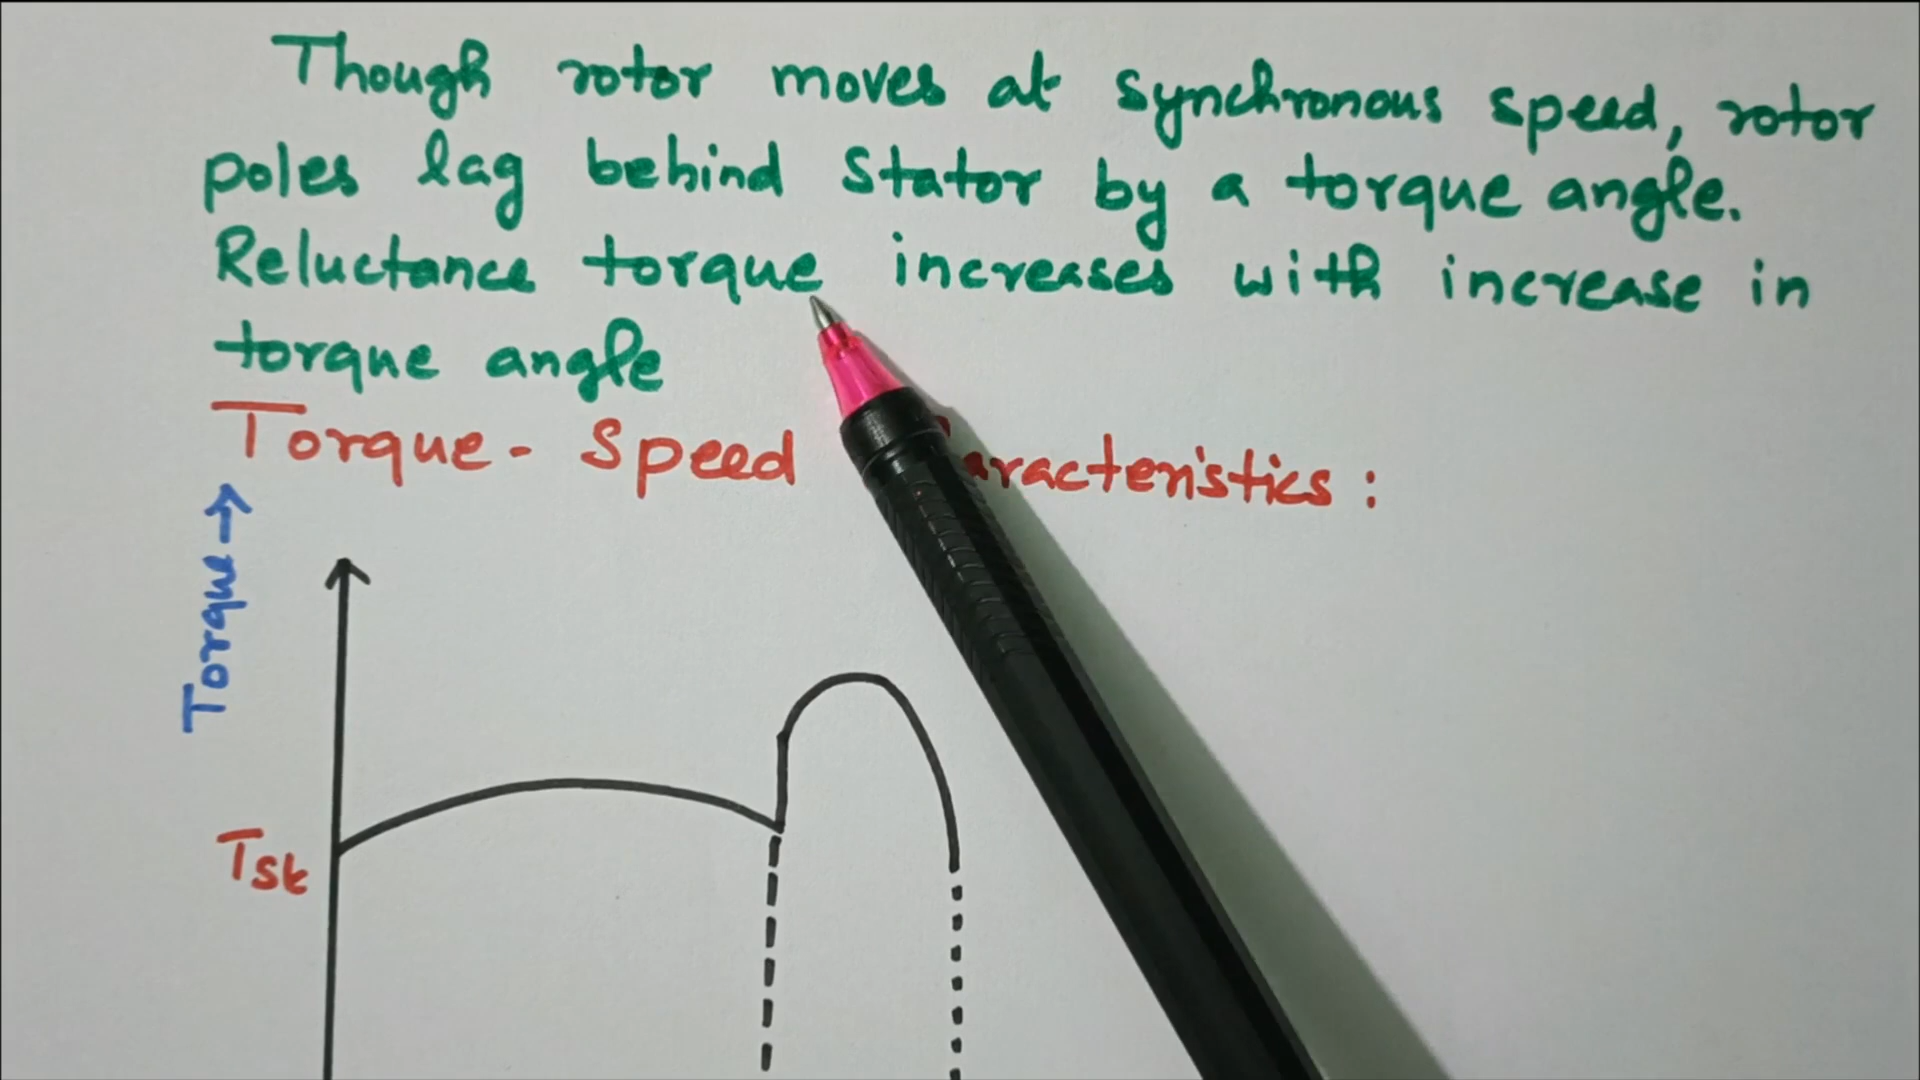 Though rotor moves at synchronous speed, rotor
poles lag behind stator by a torque angle.
Reluctance torque increases with increase in
torque angle
Torque - Speed
Torque →
Tst